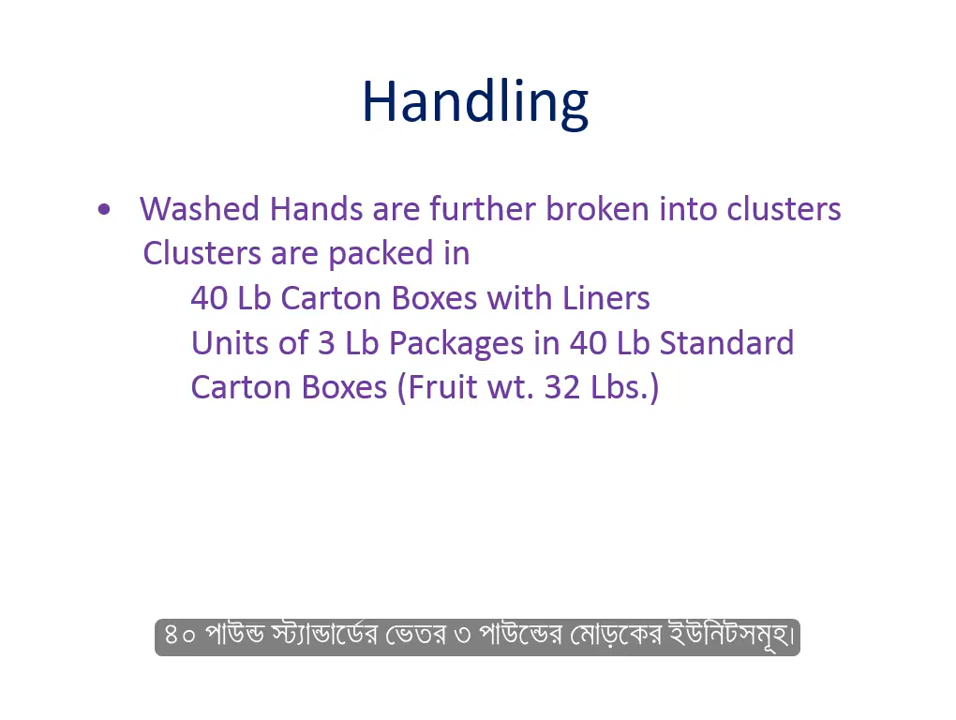 Handling
• Washed Hands are further broken into clusters
Clusters are packed in
40 Lb Carton Boxes with Liners
Units of 3 Lb Packages in 40 Lb Standard
Carton Boxes (Fruit wt. 32 Lbs.)
৪০ পাউন্ড স্ট্যান্ডার্ডের ভেতর ৩ পাউন্ডের মোড়কের ইউনিটসমূহ।